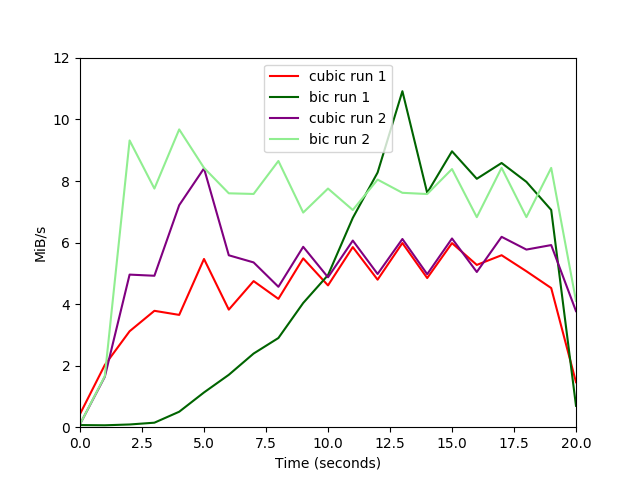 12
10
8
6
4
2
0
MiB/s
cubic run 1
bic run 1
cubic run 2
bic run 2
0.0 2.5 5.0 7.5 10.0 12.5 15.0 17.5 20.0
Time (seconds)